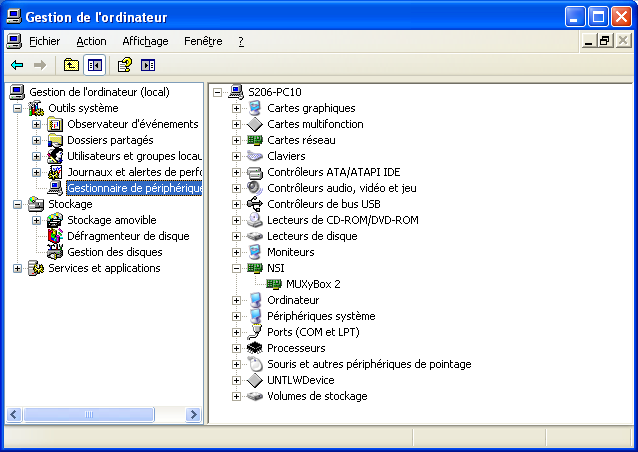 Gestion de l'ordinateur
Fichier Action Affichage Fenêtre ?
Gestion de l'ordinateur (local)
Outils système
Observateur d'événements
Dossiers partagés
Utilisateurs et groupes locau
Journaux et alertes de perfo
Gestionnaire de périphérique
Stockage
Stockage amovible
Défragmenteur de disque
Gestion des disques
Services et applications
S206-PC10
Cartes graphiques
Cartes multifonction
Cartes réseau
Claviers
Contrôleurs ATA/ATAPI IDE
Contrôleurs audio, vidéo et jeu
Contrôleurs de bus USB
Lecteurs de CD-ROM/DVD-ROM
Lecteurs de disque
Moniteurs
NSI
MUXyBox 2
Ordinateur
Périphériques système
Ports (COM et LPT)
Processeurs
Souris et autres périphériques de pointage
UNTLWDevice
Volumes de stockage